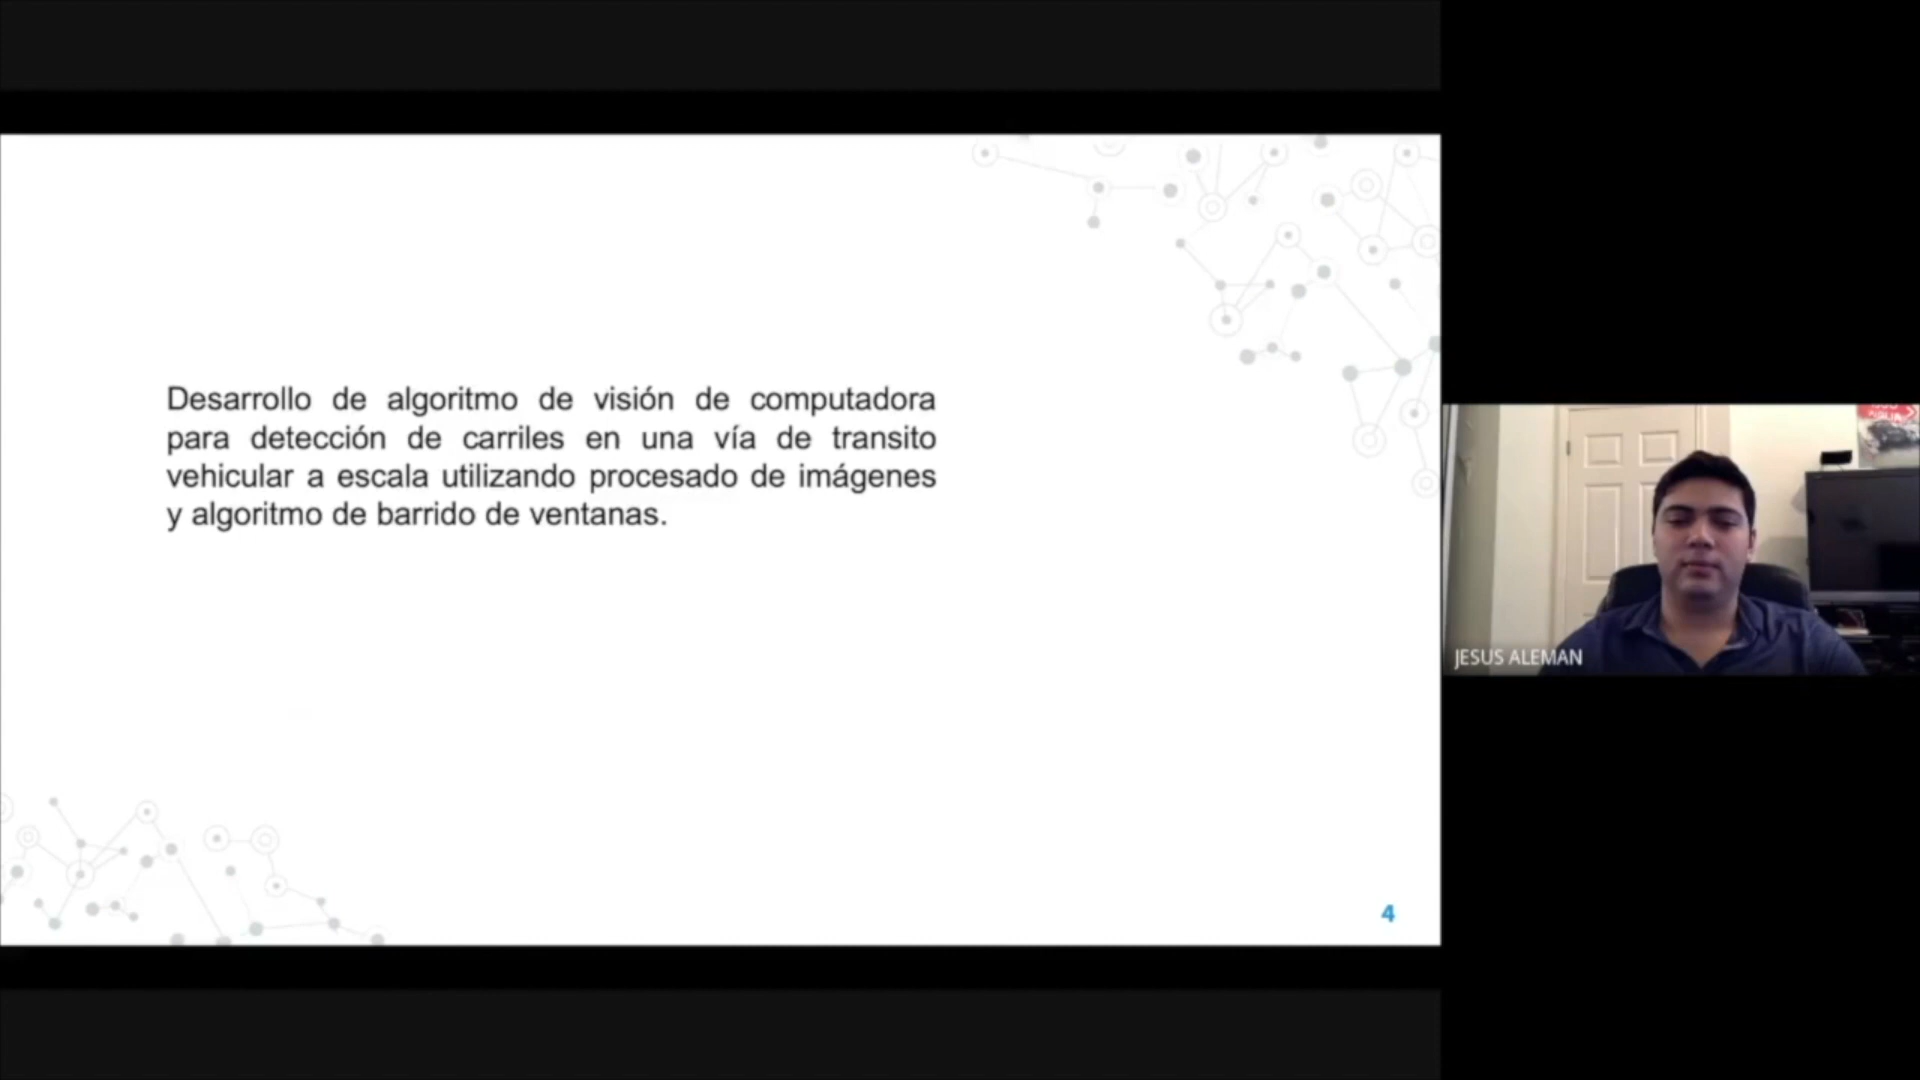 Desarrollo de algoritmo de visión de computadora
para detección de carriles en una vía de transito
vehicular a escala utilizando procesado de imágenes
y algoritmo de barrido de ventanas.
4
JESUS ALEMAN